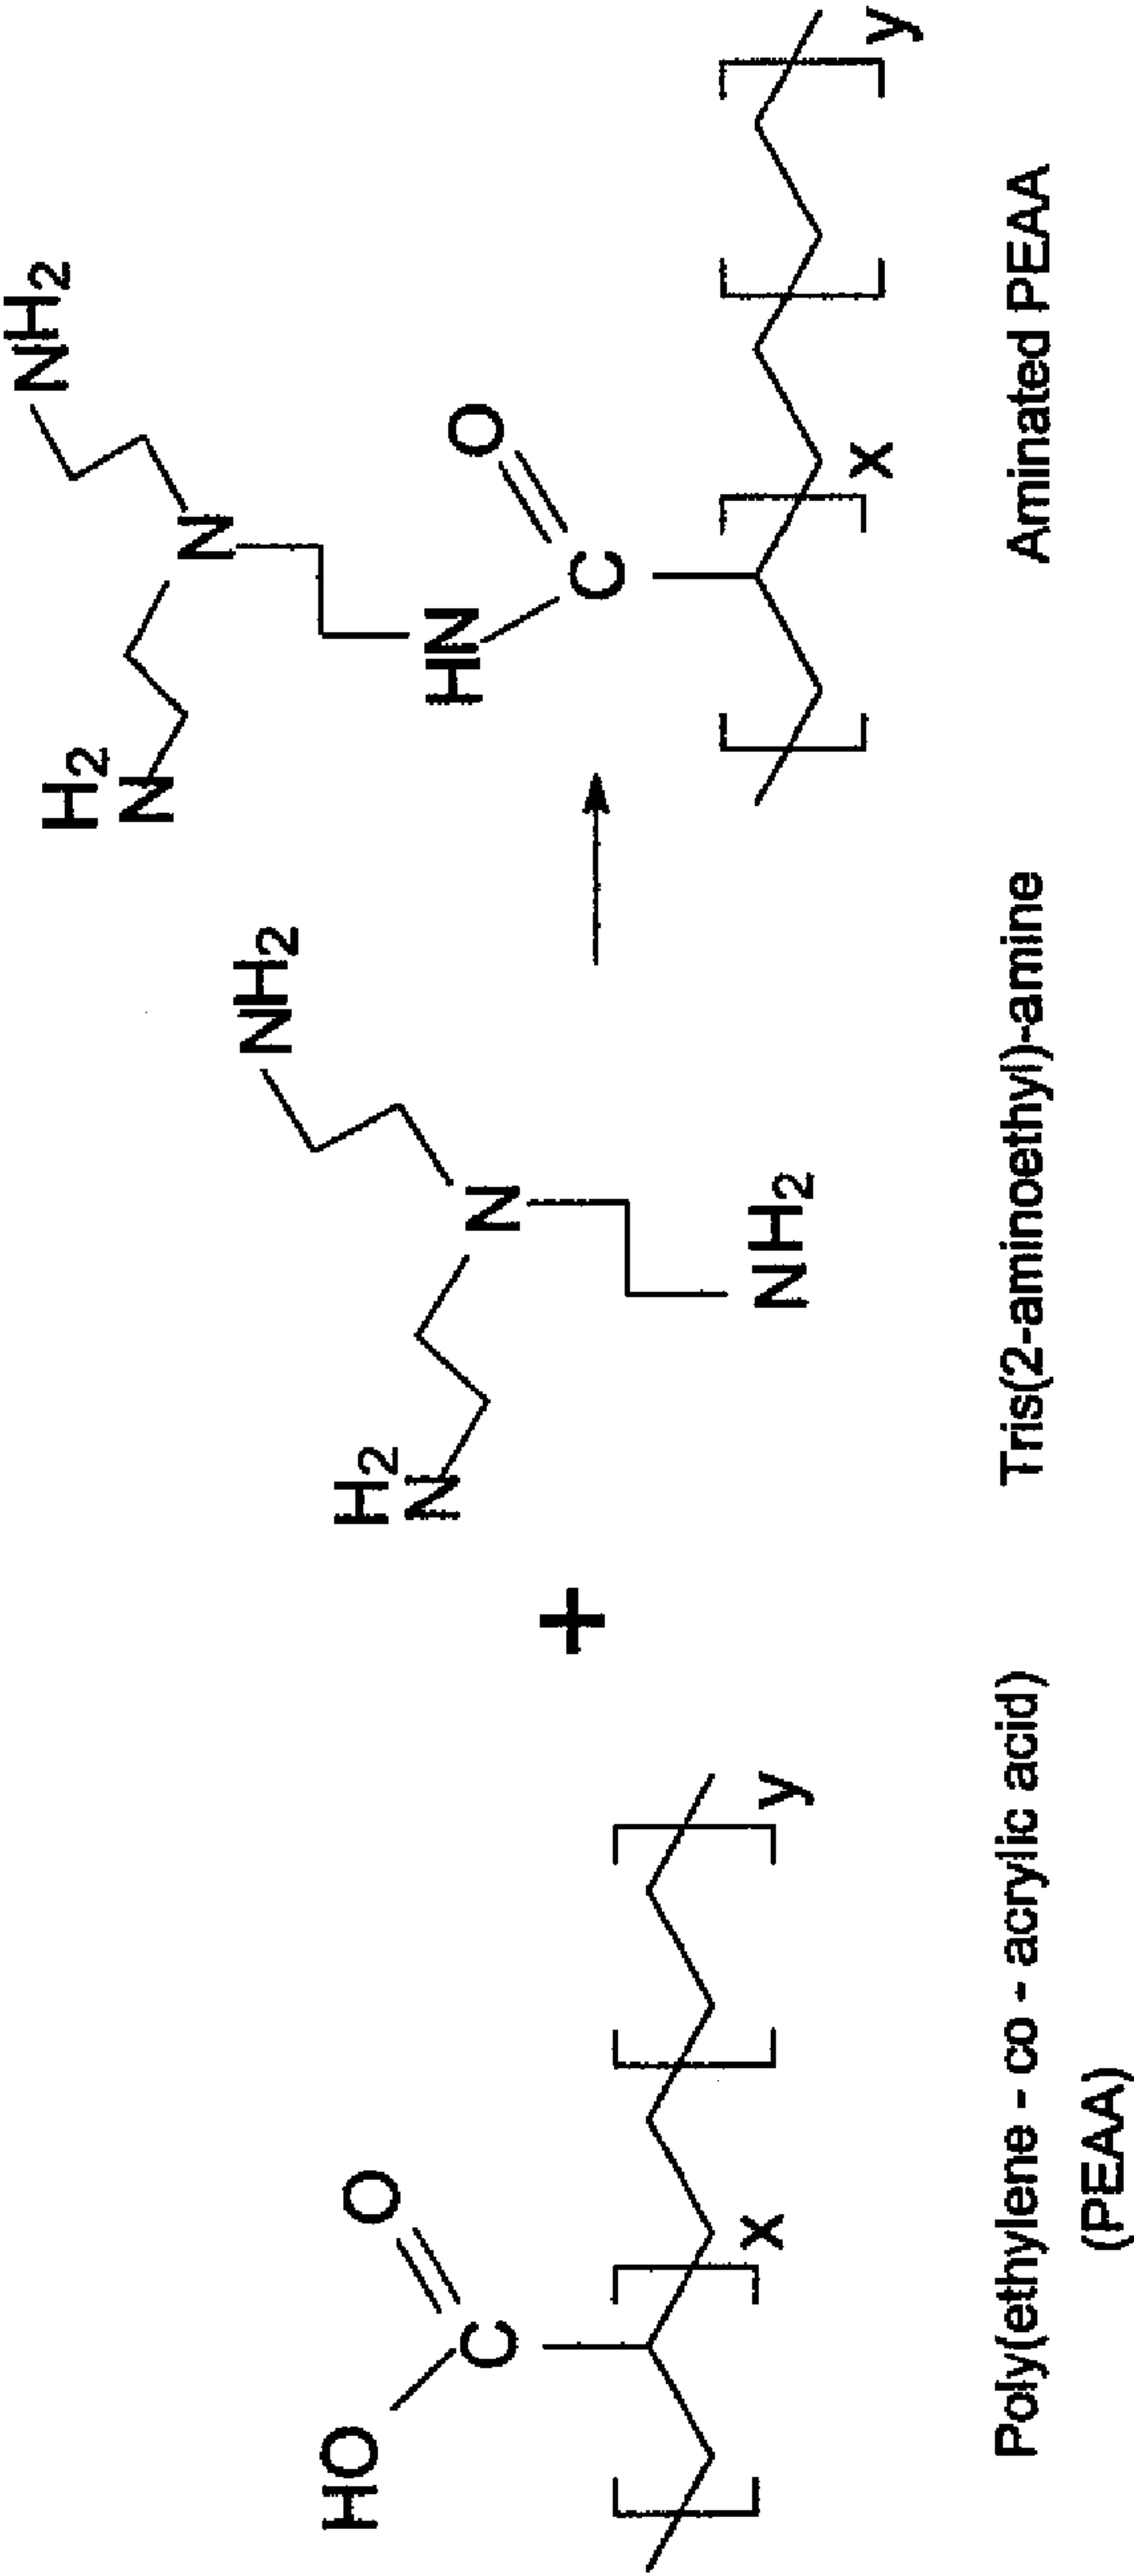 HO
C
O
x
y
+
H2
N
N
NH2
NH2
H2
N
N
NH2
HN
C
O
x
y
Poly(ethylene - co - acrylic acid)
(PEAA)
Tris(2-aminoethyl)-amine
Aminated PEAA